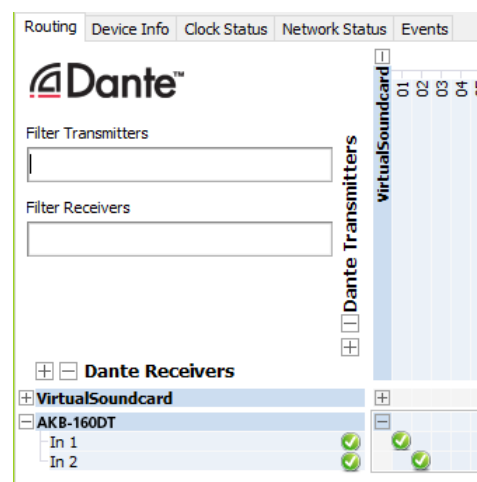 Routing Device Info Clock Status Network Status Events
Dante™
Filter Transmitters
Filter Receivers
Dante Transmitters
VirtualSoundcard
01
02
03
04
Dante Receivers
VirtualSoundcard
AKB-160DT
In 1
In 2